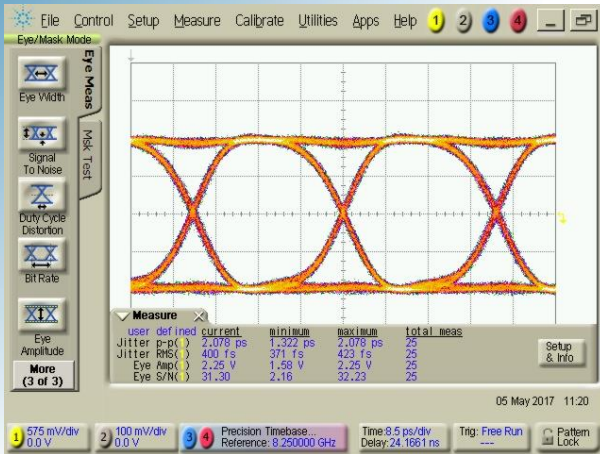 File Control Setup Measure Calibrate Utilities Apps Help 1 2 3 4
Eye/Mask Mode
Eye Meas
Msk Test
Eye Width
Signal
To Noise
Duty Cycle
Distortion
Bit Rate
Eye
Amplitude
More
(3 of 3)
Measure
user defined current minimum maximum total meas
Jitter p-p( ) 2.078 ps 1.322 ps 2.078 ps 25
Jitter RMS( ) 400 fs 371 fs 423 fs 25
Eye Amp( ) 2.25 V 1.58 V 2.25 V 25
Eye S/N( ) 31.30 2.16 32.23 25
Setup
& Info
05 May 2017 11:20
1 575 mV/div
0.0 V
2 100 mV/div
0.0 V
3 4 Precision Timebase...
Reference: 8.250000 GHz
Time:8.5 ps/div
Delay:24.1661 ns
Trig: Free Run
---
Pattern
Lock